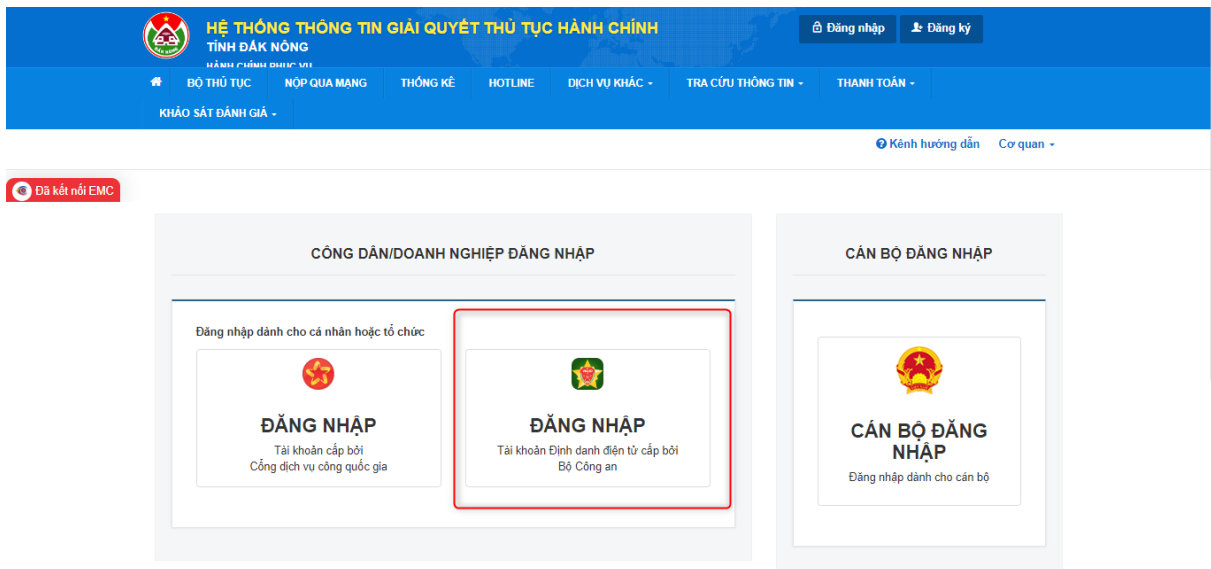 HỆ THỐNG THÔNG TIN GIẢI QUYẾT THỦ TỤC HÀNH CHÍNH
TỈNH ĐẮK NÔNG
HÀNH CHÍNH PHỤC VỤ
Đăng nhập
Đăng ký
BỘ THỦ TỤC
NỘP QUA MẠNG
THỐNG KÊ
HOTLINE
DỊCH VỤ KHÁC
TRA CỨU THÔNG TIN
THANH TOÁN
KHẢO SÁT ĐÁNH GIÁ
Kênh hướng dẫn
Cơ quan
Đã kết nối EMC
CÔNG DÂN/DOANH NGHIỆP ĐĂNG NHẬP
Đăng nhập dành cho cá nhân hoặc tổ chức
ĐĂNG NHẬP
Tài khoản cấp bởi
Cổng dịch vụ công quốc gia
ĐĂNG NHẬP
Tài khoản Định danh điện tử cấp bởi
Bộ Công an
CÁN BỘ ĐĂNG NHẬP
CÁN BỘ ĐĂNG
NHẬP
Đăng nhập dành cho cán bộ